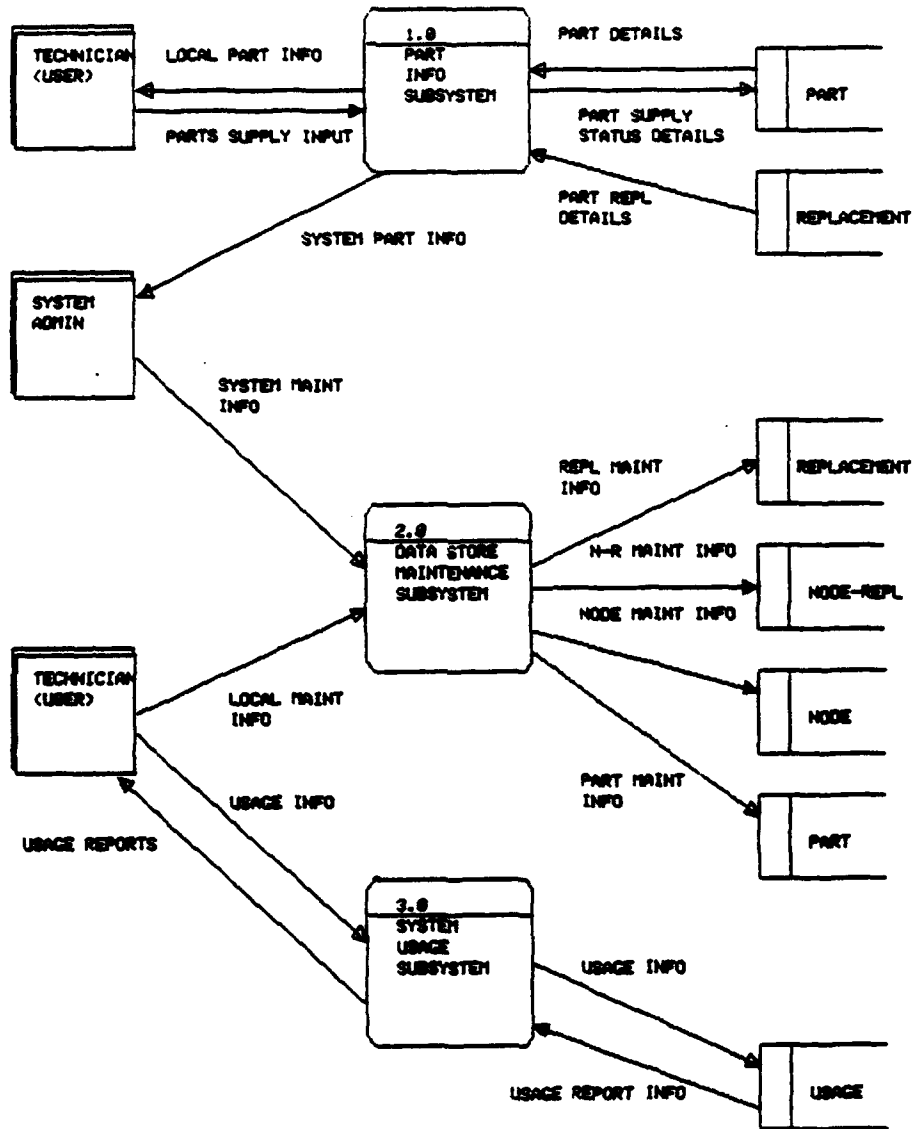 1.0
PART
INFO
SUBSYSTEM
TECHNICIAN
(USER)
LOCAL PART INFO
PARTS SUPPLY INPUT
PART DETAILS
PART SUPPLY
STATUS DETAILS
PART
PART REPL
DETAILS
REPLACEMENT
SYSTEM PART INFO
SYSTEM
ADMIN
SYSTEM MAINT
INFO
2.0
DATA STORE
MAINTENANCE
SUBSYSTEM
REPL MAINT
INFO
REPLACEMENT
N-R MAINT INFO
NODE-REPL
NODE MAINT INFO
NODE
PART MAINT
INFO
PART
TECHNICIAN
(USER)
LOCAL MAINT
INFO
USAGE INFO
USAGE REPORTS
3.0
SYSTEM
USAGE
SUBSYSTEM
USAGE INFO
USAGE REPORT INFO
USAGE